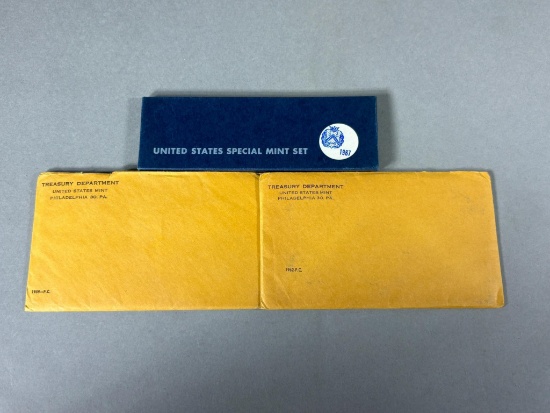 UNITED STATES SPECIAL MINT SET
1967
TREASURY DEPARTMENT
UNITED STATES MINT
PHILADELPHIA 30, PA.
TREASURY DEPARTMENT
UNITED STATES MINT
PHILADELPHIA 30, PA.